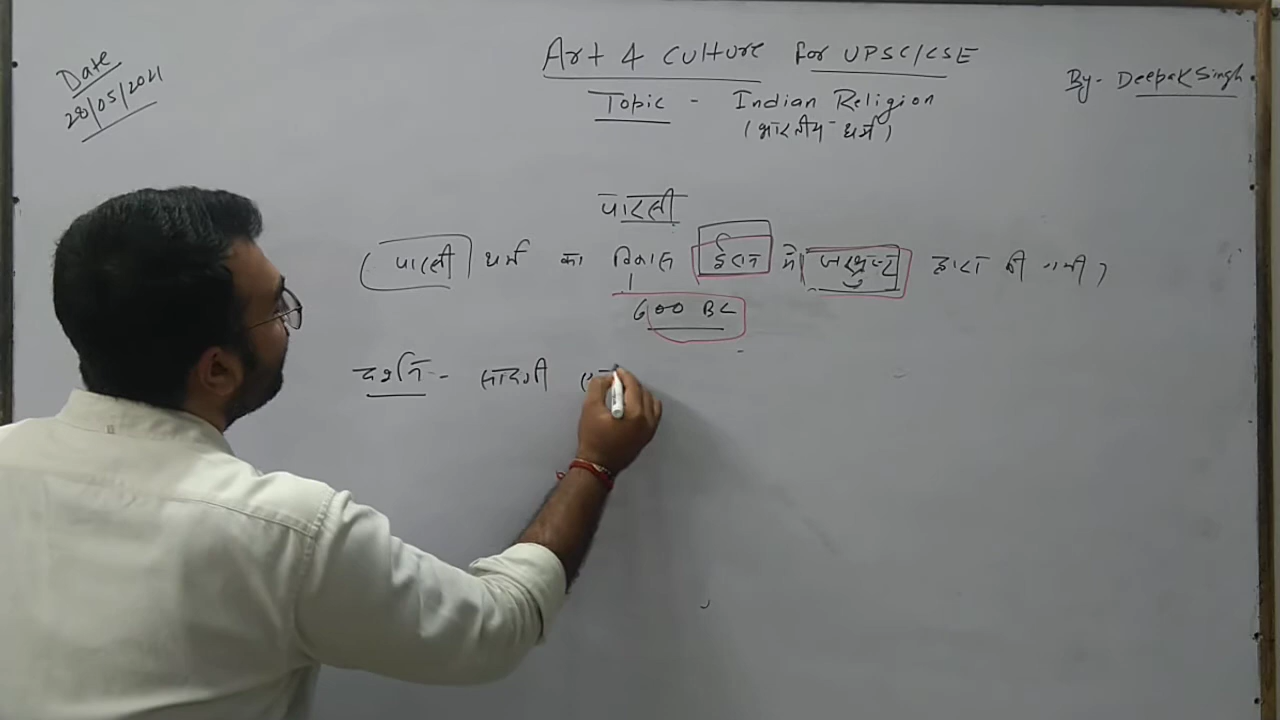 Date
28/05/2021
Art & Culture for UPSC/CSE
By- Deepak Singh
Topic - Indian Religion
(भारतीय धर्म)
पारसी
पारसी धर्म का विकास ईरान में जरथुष्ट द्वारा की गयी।
600 BC
दर्शन - सादगी